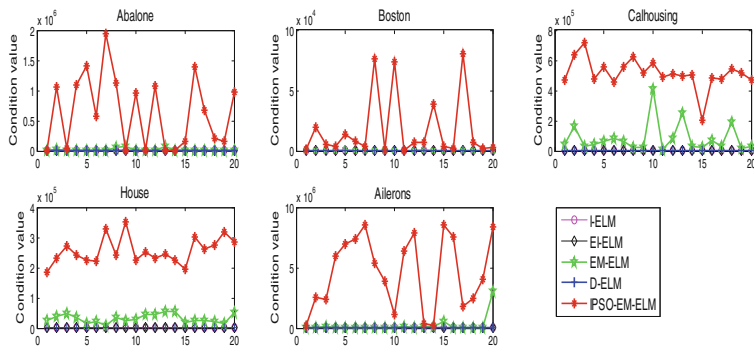 Abalone
x 10^6
Condition value
2
1.5
1
0.5
0
0 5 10 15 20
Boston
x 10^4
Condition value
10
5
0
0 5 10 15 20
Calhousing
x 10^5
Condition value
8
6
4
2
0
0 5 10 15 20
House
x 10^5
Condition value
4
3
2
1
0
0 5 10 15 20
Ailerons
x 10^6
Condition value
10
5
0
0 5 10 15 20
I-ELM
EI-ELM
EM-ELM
D-ELM
IPSO-EM-ELM